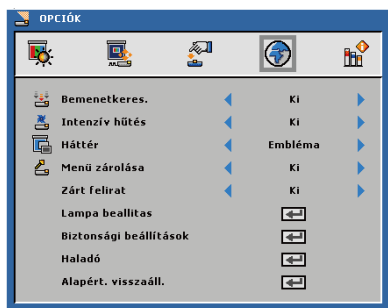 OPCIÓK
Bemenetkeres. Ki
Intenzív hűtés Ki
Háttér Embléma
Menü zárolása Ki
Zárt felirat Ki
Lampa beallitas
Biztonsági beállítások
Haladó
Alapért. visszaáll.